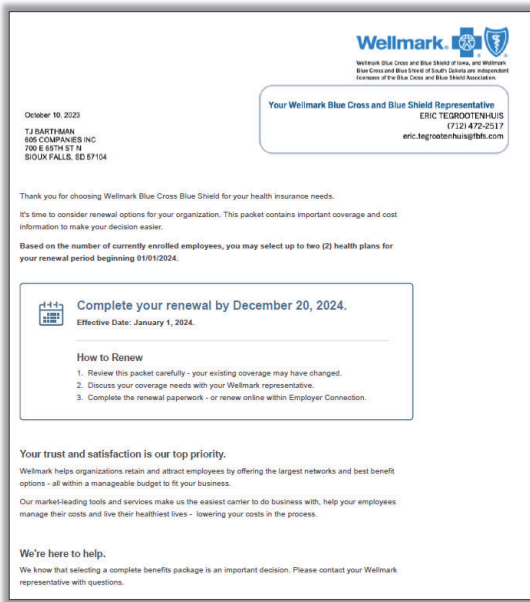 Wellmark.
Wellmark Blue Cross and Blue Shield of Iowa, and Wellmark
Blue Cross and Blue Shield of South Dakota are independent
licensees of the Blue Cross and Blue Shield Association.
Your Wellmark Blue Cross and Blue Shield Representative
ERIC TEGROOTENHUIS
(712) 472-2517
eric.tegrootenhuis@fbfs.com
October 10, 2023
TJ BARTHMAN
605 COMPANIES INC
700 E 65TH ST N
SIOUX FALLS, SD 57104
Thank you for choosing Wellmark Blue Cross Blue Shield for your health insurance needs.
It's time to consider renewal options for your organization. This packet contains important coverage and cost
information to make your decision easier.
Based on the number of currently enrolled employees, you may select up to two (2) health plans for
your renewal period beginning 01/01/2024.
Complete your renewal by December 20, 2024.
Effective Date: January 1, 2024.
How to Renew
1. Review this packet carefully - your existing coverage may have changed.
2. Discuss your coverage needs with your Wellmark representative.
3. Complete the renewal paperwork - or renew online within Employer Connection.
Your trust and satisfaction is our top priority.
Wellmark helps organizations retain and attract employees by offering the largest networks and best benefit
options - all within a manageable budget to fit your business.
Our market-leading tools and services make us the easiest carrier to do business with, help your employees
manage their costs and live their healthiest lives - lowering your costs in the process.
We're here to help.
We know that selecting a complete benefits package is an important decision. Please contact your Wellmark
representative with questions.